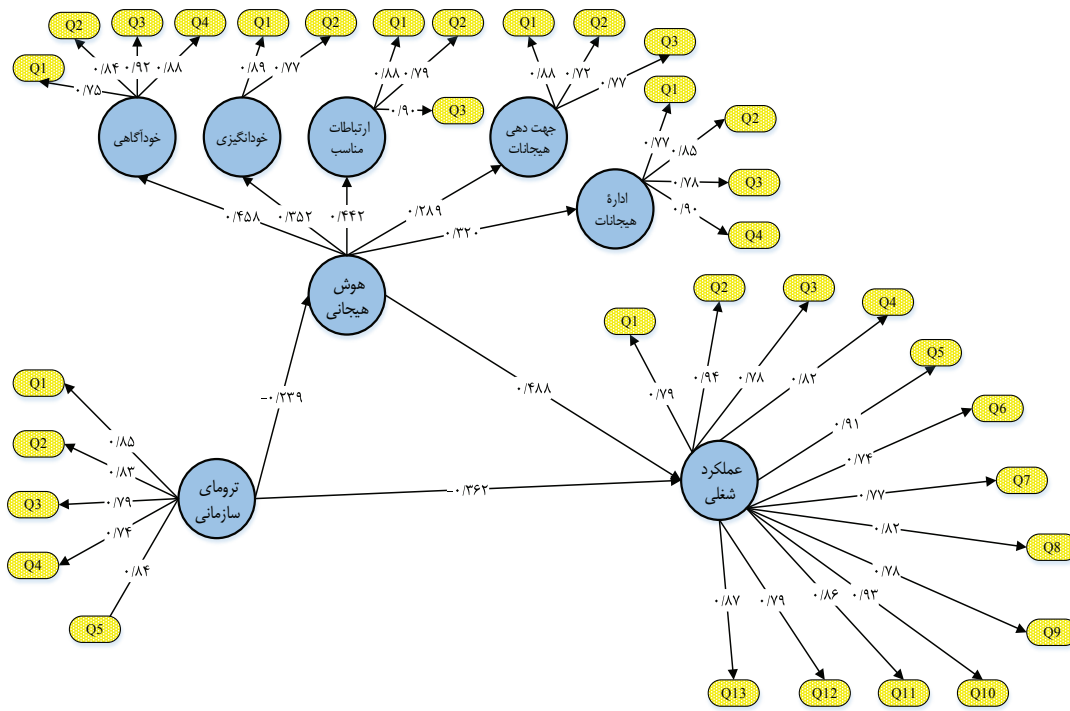 Q2
Q3
Q4
Q1
Q2
Q1
Q2
Q1
Q2
Q3
Q1
۰/۷۵
۰/۸۴
۰/۹۲
۰/۸۸
۰/۸۹
۰/۷۷
۰/۸۸
۰/۷۹
۰/۹۰
Q3
۰/۸۸
۰/۷۲
۰/۷۷
خودآگاهی
خودانگیزی
ارتباطات
مناسب
جهت دهی
هیجانات
Q1
Q2
Q3
Q4
۰/۷۷
۰/۸۵
۰/۷۸
۰/۹۰
ادارۀ
هیجانات
۰/۴۵۸
۰/۳۵۲
۰/۴۴۲
۰/۲۸۹
۰/۳۲۰
هوش
هیجانی
–۰/۲۳۹
۰/۴۸۸
–۰/۳۶۲
Q1
Q2
Q3
Q4
Q5
۰/۸۵
۰/۸۳
۰/۷۹
۰/۷۴
۰/۸۴
ترومای
سازمانی
عملکرد
شغلی
Q1
Q2
Q3
Q4
Q5
Q6
Q7
Q8
Q9
Q10
Q11
Q12
Q13
۰/۷۹
۰/۹۴
۰/۷۸
۰/۸۲
۰/۹۱
۰/۷۴
۰/۷۷
۰/۸۲
۰/۷۸
۰/۹۳
۰/۸۶
۰/۷۹
۰/۸۷